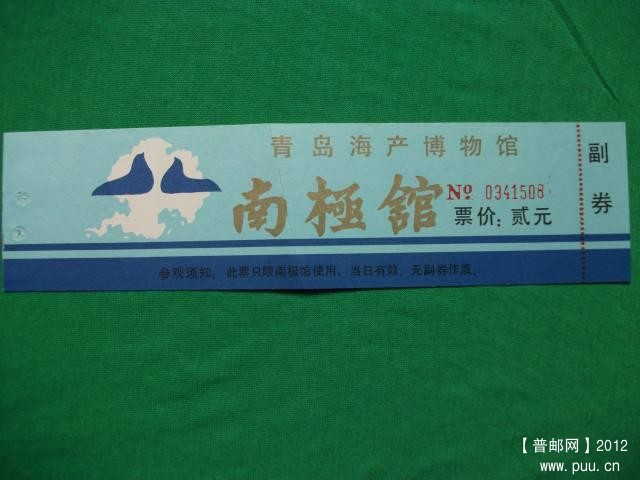 青岛海产博物馆
南極舘
№ 0341508
票价：贰元
参观须知：此票只限南极馆使用．当日有效．无副券作废。
副券
【普邮网】2012
www.puu.cn